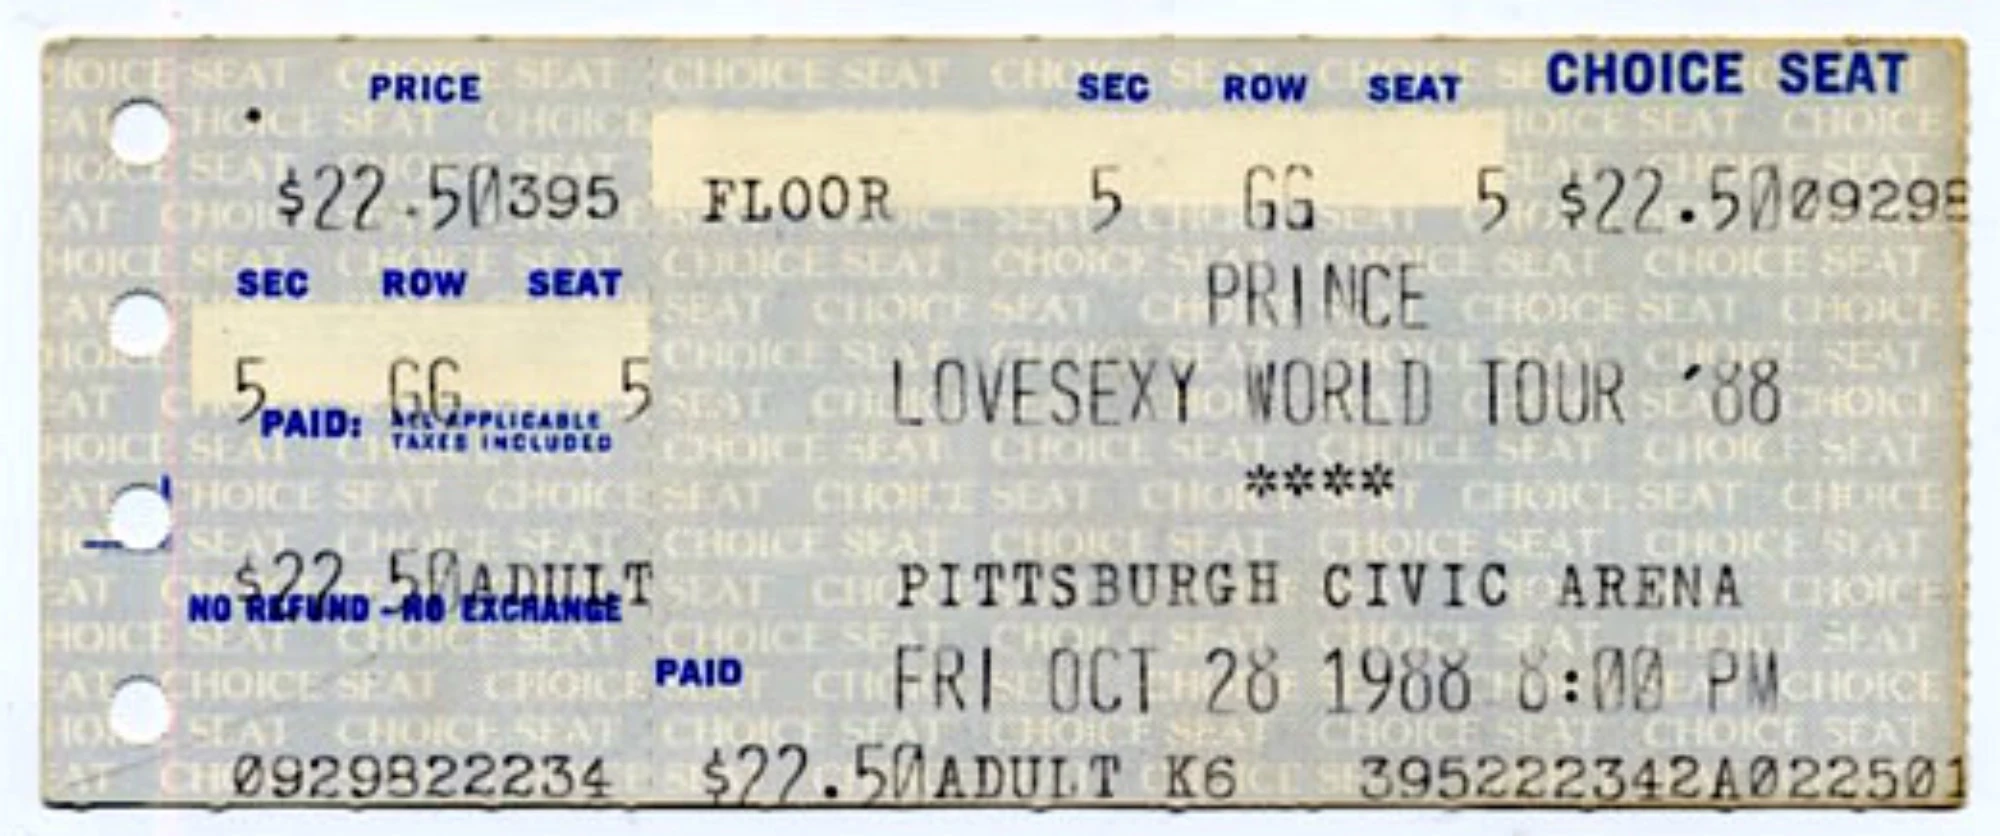 PRICE
$22.50395
SEC ROW SEAT
5 GG 5
PAID: ALL APPLICABLE
TAXES INCLUDED
$22.50ADULT
NO REFUND - NO EXCHANGE
0929822234
SEC ROW SEAT CHOICE SEAT
FLOOR 5 GG 5 $22.5009298
PRINCE
LOVESEXY WORLD TOUR '88
****
PITTSBURGH CIVIC ARENA
PAID FRI OCT 28 1988 8:00 PM
$22.50ADULT K6 395222342A022501